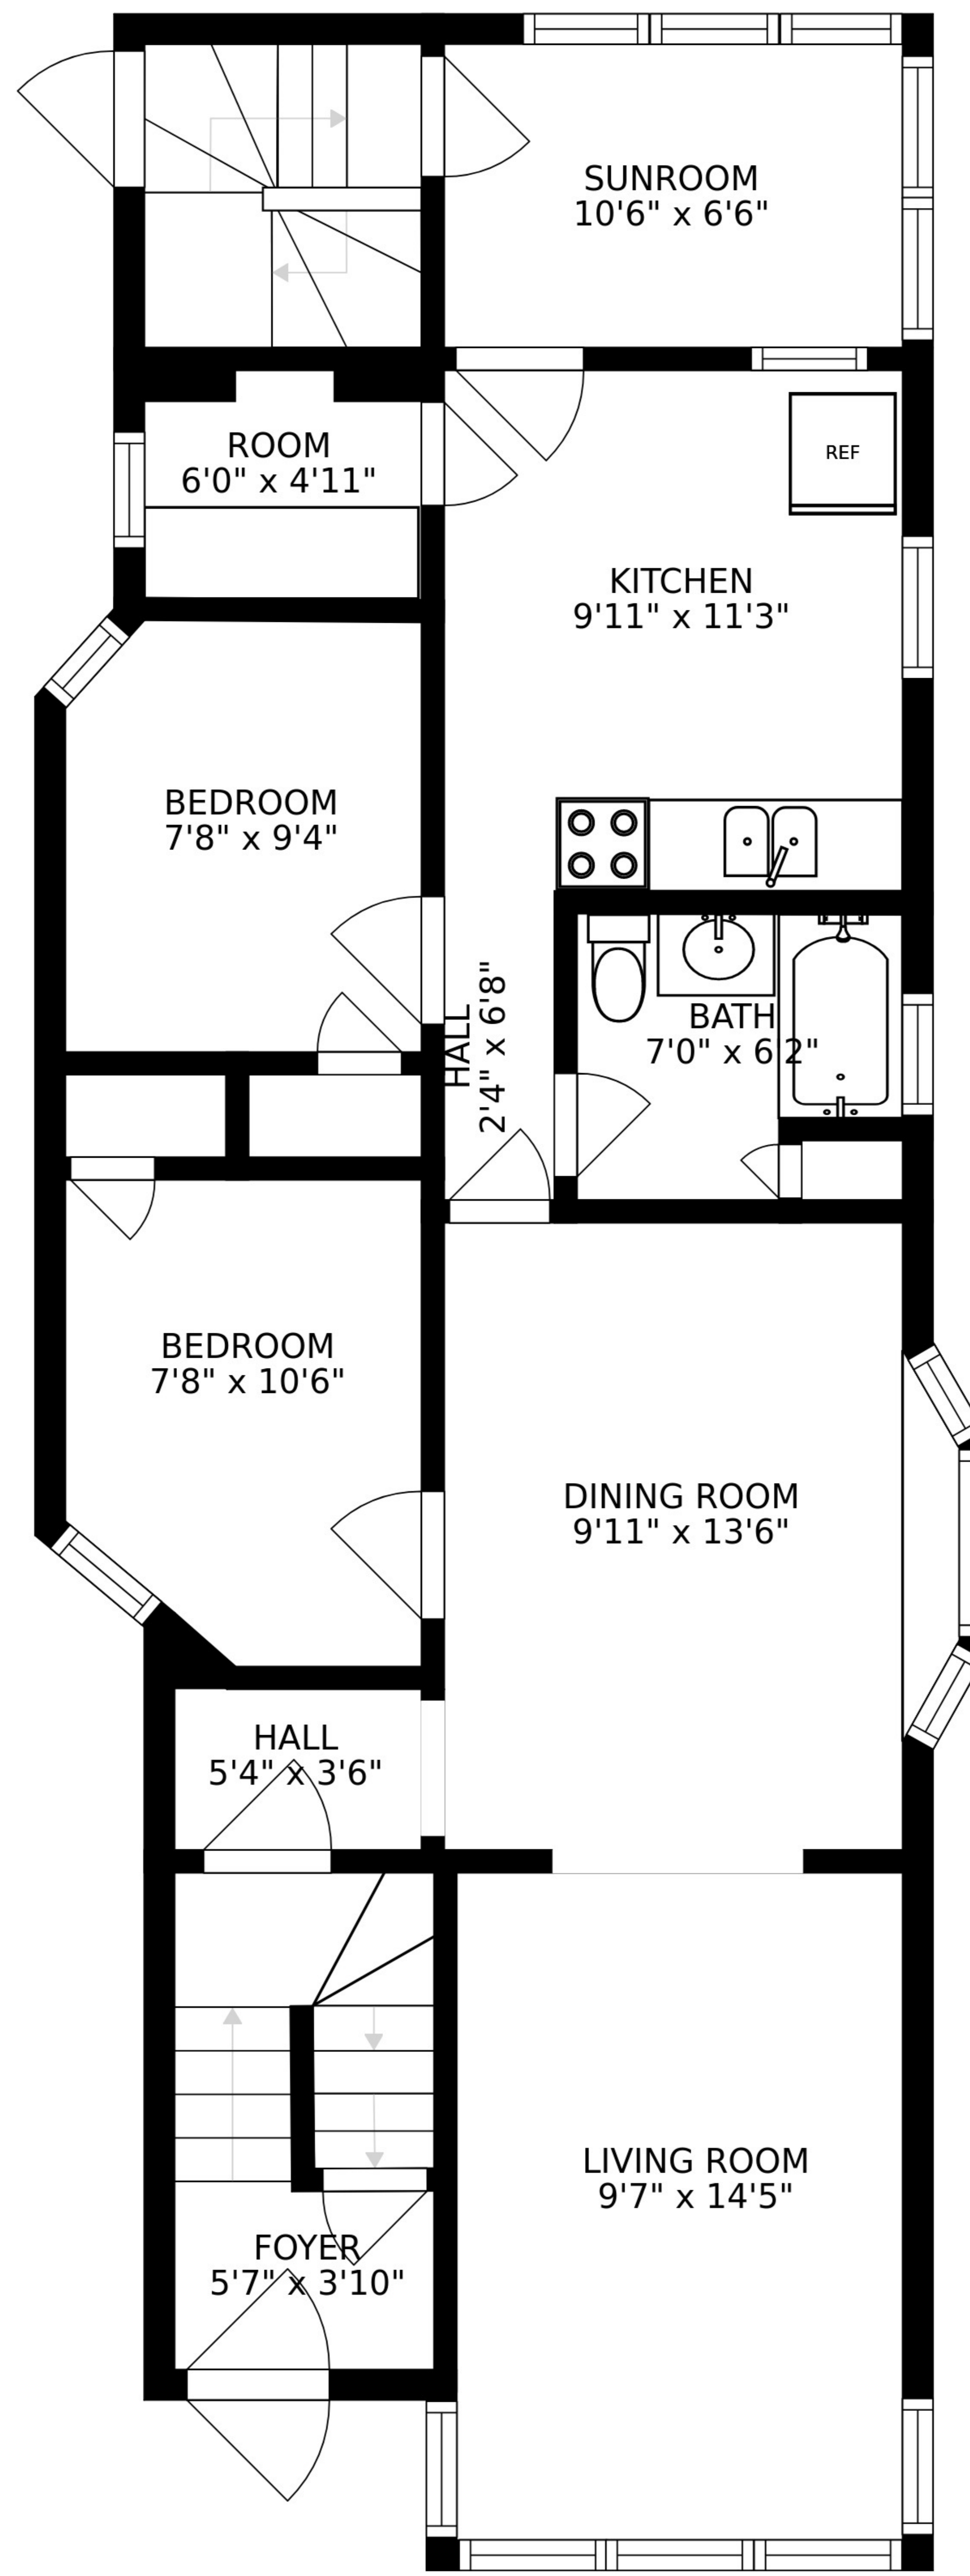 SUNROOM
10'6" x 6'6"
ROOM
6'0" x 4'11"
REF
KITCHEN
9'11" x 11'3"
BEDROOM
7'8" x 9'4"
HALL
2'4" x 6'8"
BATH
7'0" x 6'2"
BEDROOM
7'8" x 10'6"
DINING ROOM
9'11" x 13'6"
HALL
5'4" x 3'6"
LIVING ROOM
9'7" x 14'5"
FOYER
5'7" x 3'10"